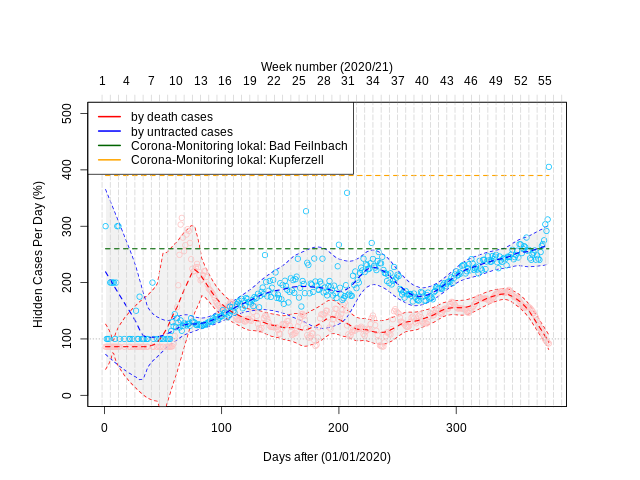 Week number (2020/21)
1 4 7 10 13 16 19 22 25 28 31 34 37 40 43 46 49 52 55
by death cases
by untracted cases
Corona-Monitoring lokal: Bad Feilnbach
Corona-Monitoring lokal: Kupferzell
Hidden Cases Per Day (%)
500
400
300
200
100
0
0 100 200 300
Days after (01/01/2020)